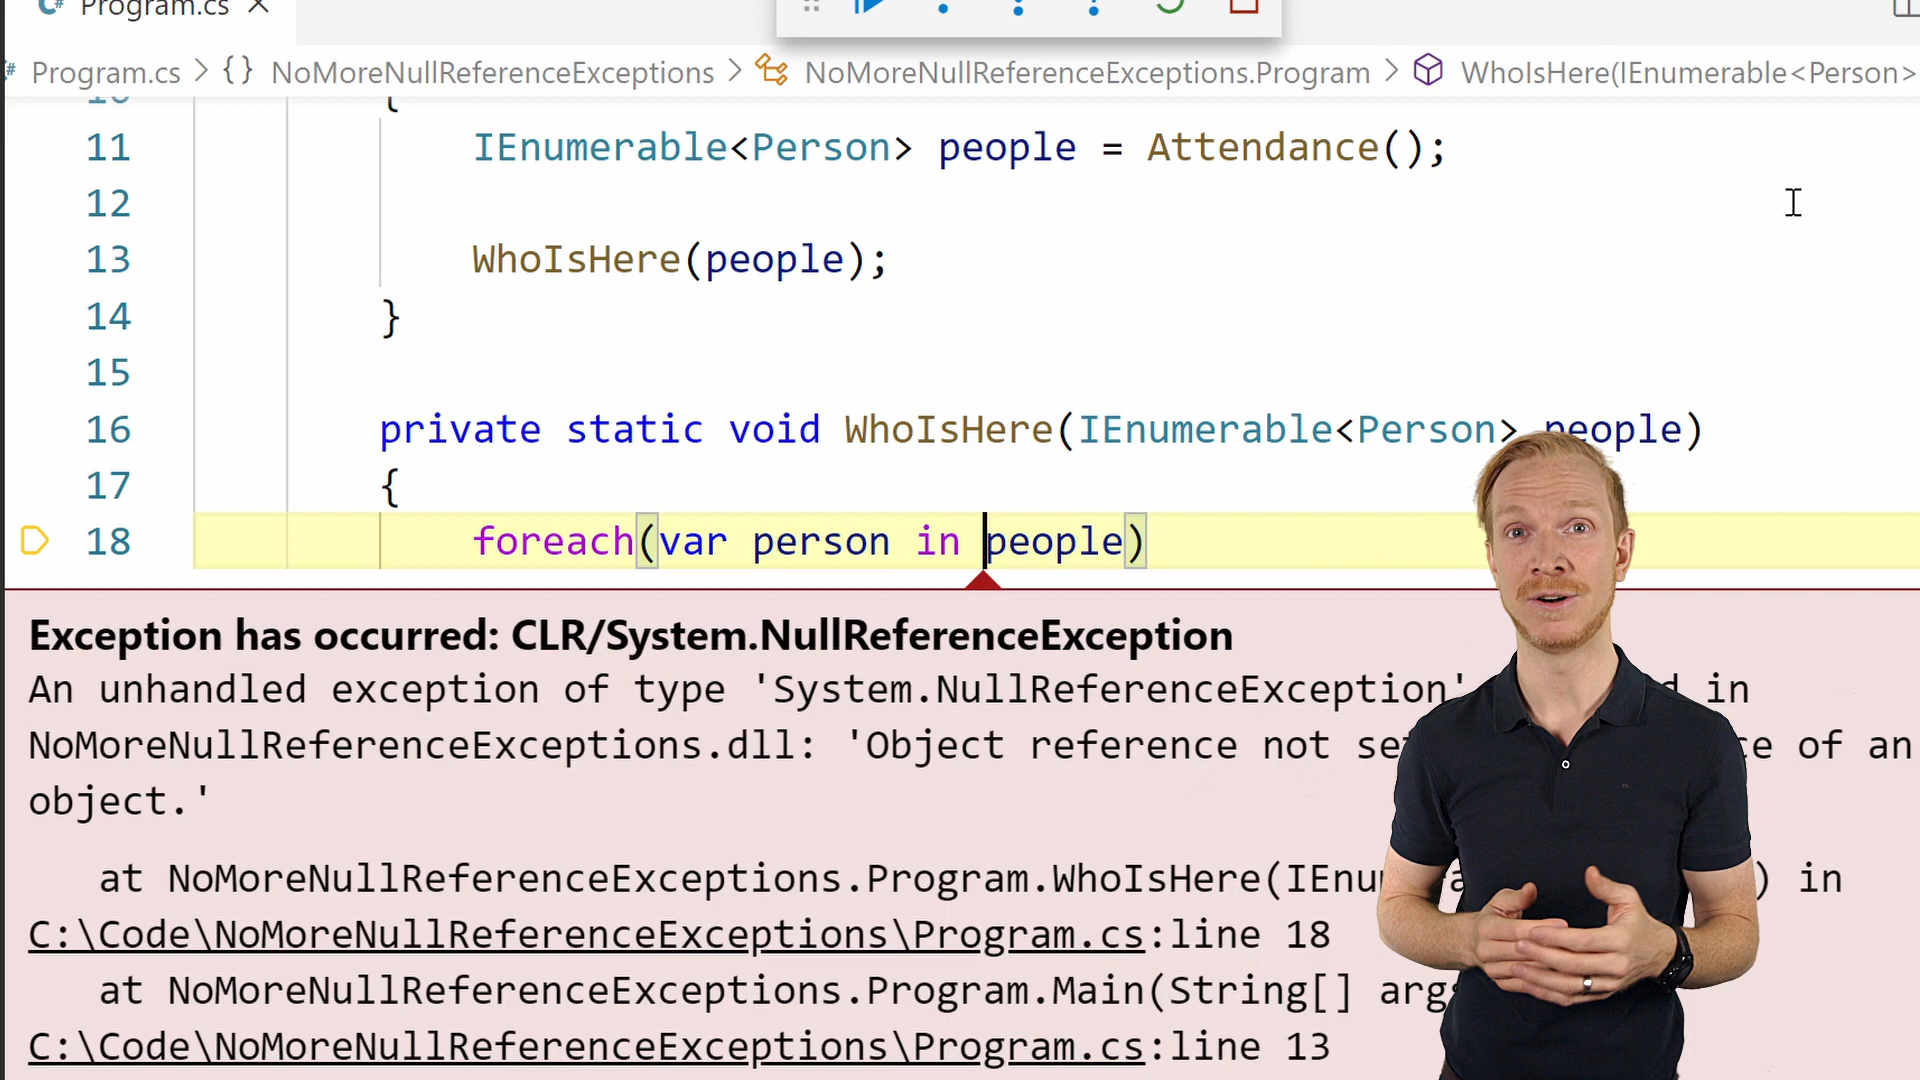 Program.cs
Program.cs > {} NoMoreNullReferenceExceptions > NoMoreNullReferenceExceptions.Program > WhoIsHere(IEnumerable<Person>
10 {
11 IEnumerable<Person> people = Attendance();
12
13 WhoIsHere(people);
14 }
15
16 private static void WhoIsHere(IEnumerable<Person> people)
17 {
18 foreach(var person in people)
Exception has occurred: CLR/System.NullReferenceException
An unhandled exception of type 'System.NullReferenceException' in
NoMoreNullReferenceExceptions.dll: 'Object reference not of an
object.'
at NoMoreNullReferenceExceptions.Program.WhoIsHere( ) in
C:\Code\NoMoreNullReferenceExceptions\Program.cs:line 18
at NoMoreNullReferenceExceptions.Program.Main(String[]
C:\Code\NoMoreNullReferenceExceptions\Program.cs:line 13